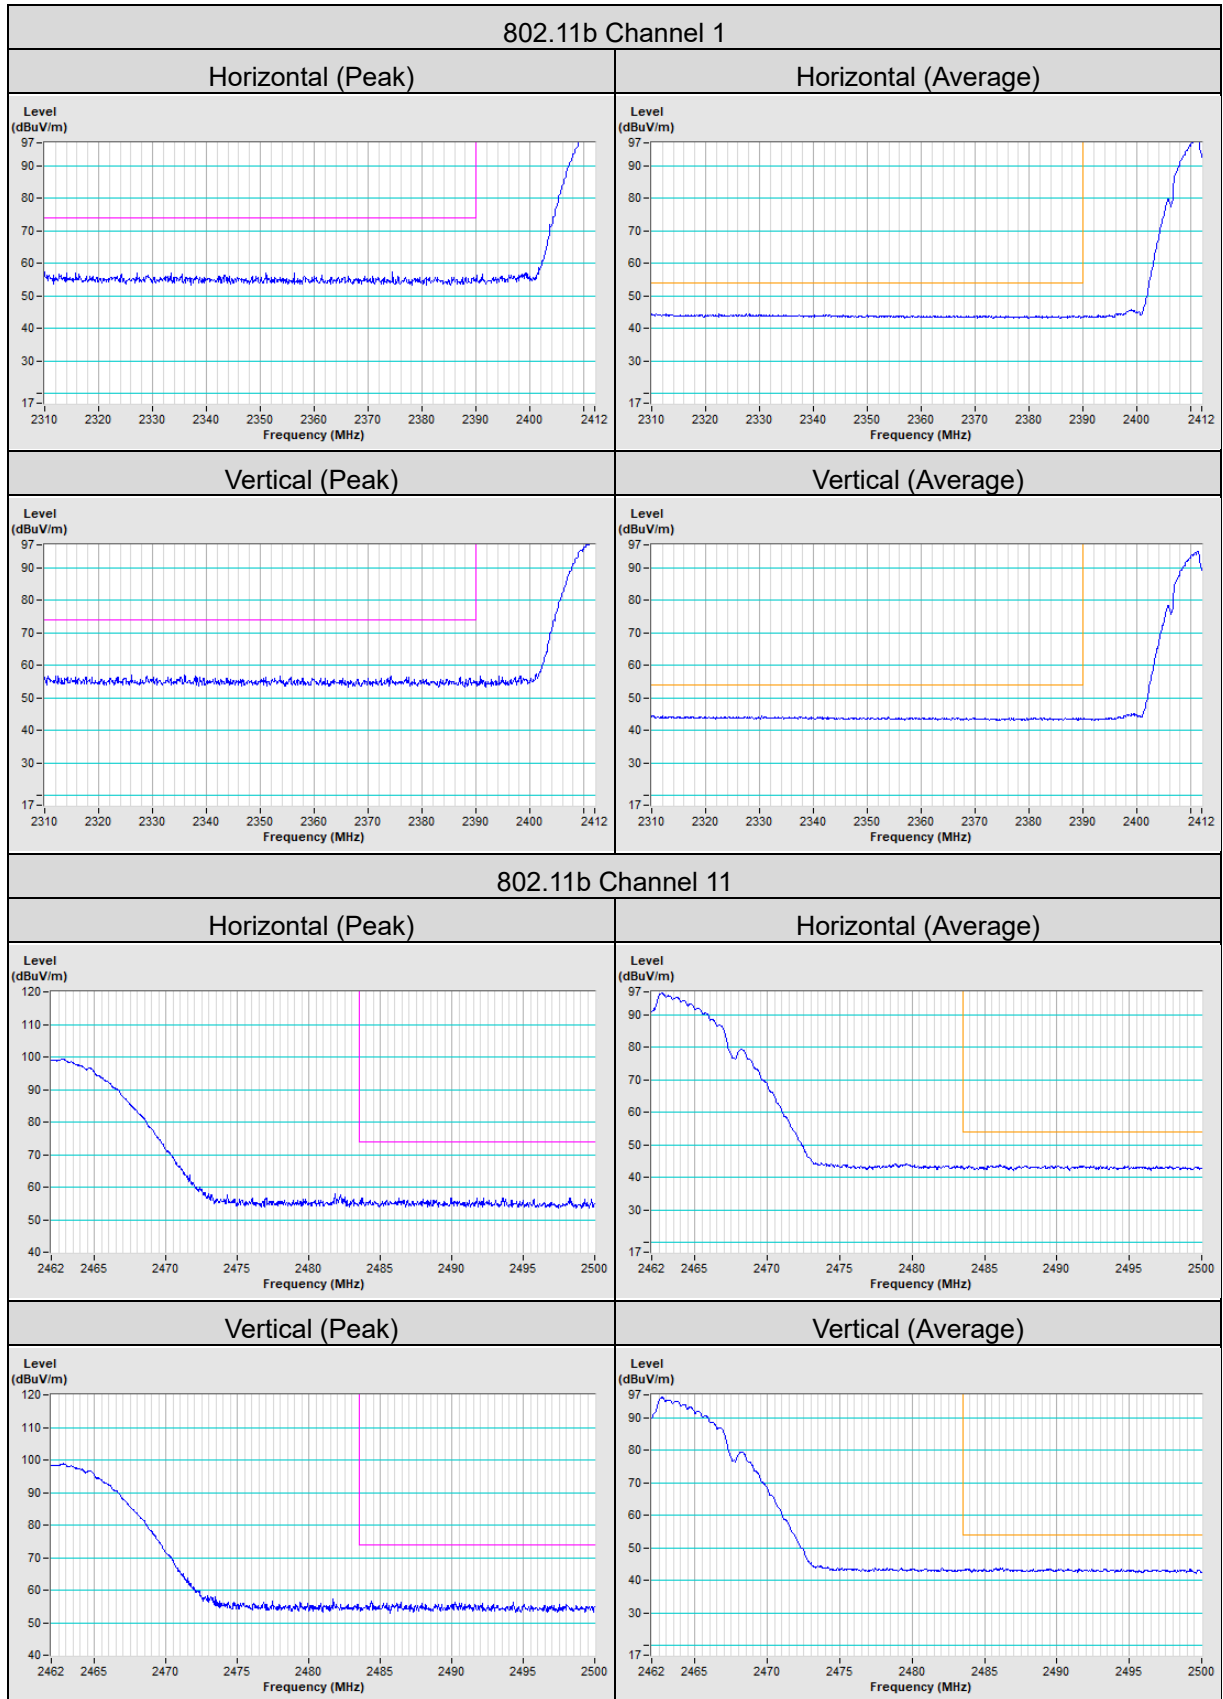 802.11b Channel 1
Horizontal (Peak)
Horizontal (Average)
Level
(dBuV/m)
97
90
80
70
60
50
40
30
17
2310 2320 2330 2340 2350 2360 2370 2380 2390 2400 2412
Frequency (MHz)
Level
(dBuV/m)
97
90
80
70
60
50
40
30
17
2310 2320 2330 2340 2350 2360 2370 2380 2390 2400 2412
Frequency (MHz)
Vertical (Peak)
Vertical (Average)
Level
(dBuV/m)
97
90
80
70
60
50
40
30
17
2310 2320 2330 2340 2350 2360 2370 2380 2390 2400 2412
Frequency (MHz)
Level
(dBuV/m)
97
90
80
70
60
50
40
30
17
2310 2320 2330 2340 2350 2360 2370 2380 2390 2400 2412
Frequency (MHz)
802.11b Channel 11
Horizontal (Peak)
Horizontal (Average)
Level
(dBuV/m)
120
110
100
90
80
70
60
50
40
2462 2465 2470 2475 2480 2485 2490 2495 2500
Frequency (MHz)
Level
(dBuV/m)
97
90
80
70
60
50
40
30
17
2462 2465 2470 2475 2480 2485 2490 2495 2500
Frequency (MHz)
Vertical (Peak)
Vertical (Average)
Level
(dBuV/m)
120
110
100
90
80
70
60
50
40
2462 2465 2470 2475 2480 2485 2490 2495 2500
Frequency (MHz)
Level
(dBuV/m)
97
90
80
70
60
50
40
30
17
2462 2465 2470 2475 2480 2485 2490 2495 2500
Frequency (MHz)